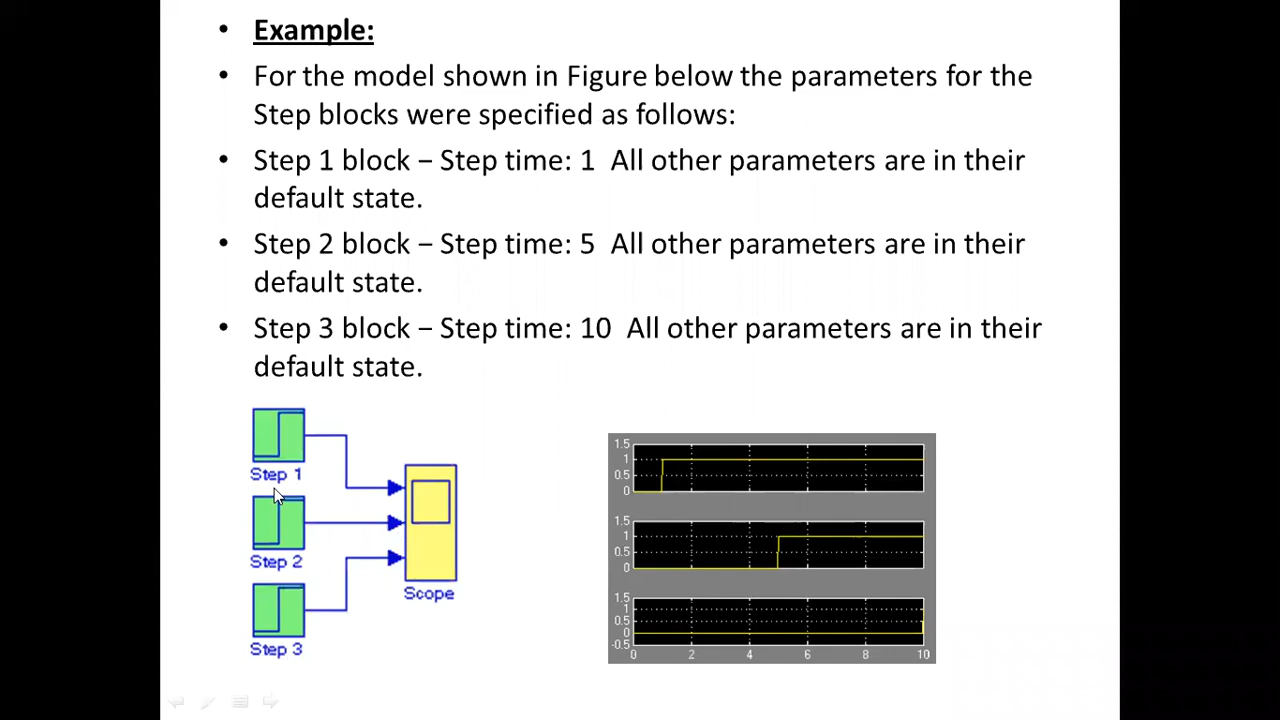 • Example:
• For the model shown in Figure below the parameters for the
Step blocks were specified as follows:
• Step 1 block − Step time: 1  All other parameters are in their
default state.
• Step 2 block − Step time: 5  All other parameters are in their
default state.
• Step 3 block − Step time: 10  All other parameters are in their
default state.
Step 1
Step 2
Step 3
Scope
1.5
1
0.5
0
1.5
1
0.5
0
1.5
1
0.5
0
-0.5
0 2 4 6 8 10